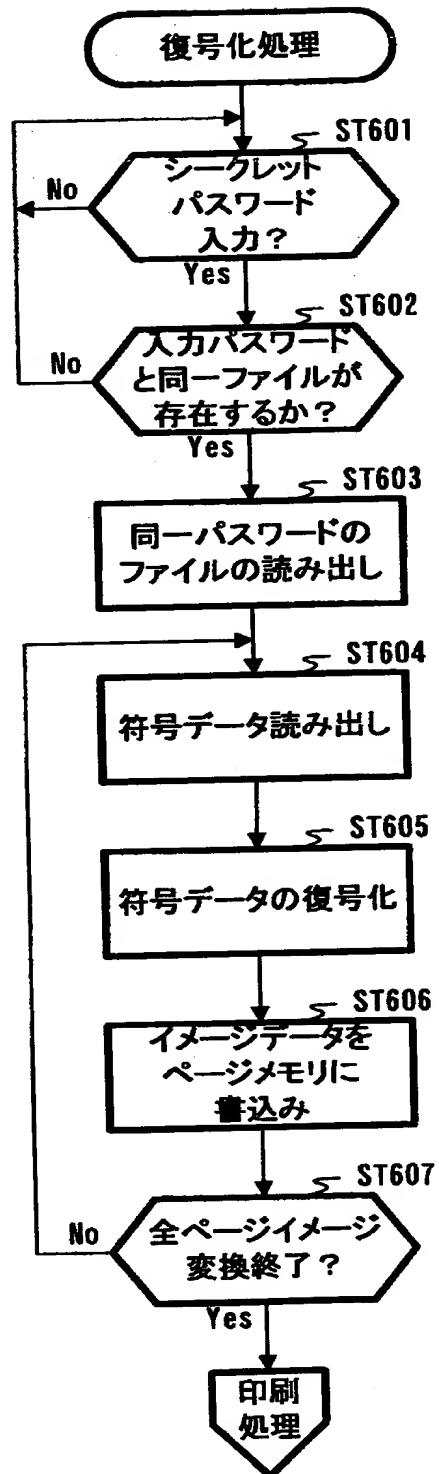 復号化処理
ST601
シークレット
パスワード
入力？
No
Yes
ST602
入力パスワード
と同一ファイルが
存在するか？
No
Yes
ST603
同一パスワードの
ファイルの読み出し
ST604
符号データ読み出し
ST605
符号データの復号化
ST606
イメージデータを
ページメモリに
書込み
ST607
全ページイメージ
変換終了？
No
Yes
印刷
処理